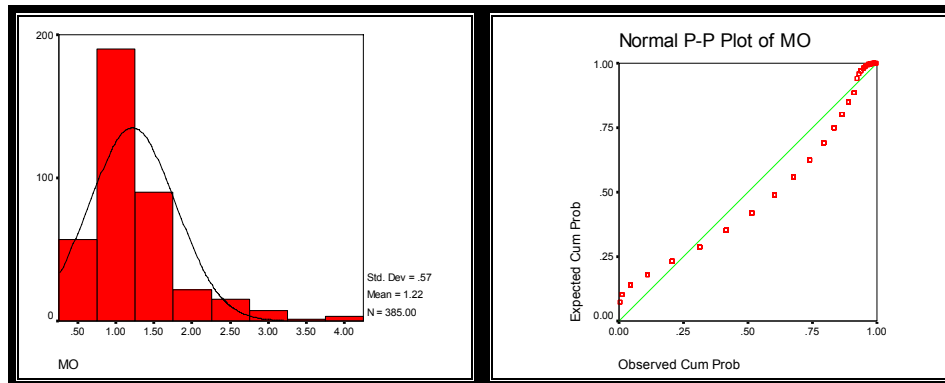 200
100
0
.50 1.00 1.50 2.00 2.50 3.00 3.50 4.00
MO
Std. Dev = .57
Mean = 1.22
N = 385.00
Normal P-P Plot of MO
1.00
.75
.50
.25
0.00
Expected Cum Prob
0.00 .25 .50 .75 1.00
Observed Cum Prob